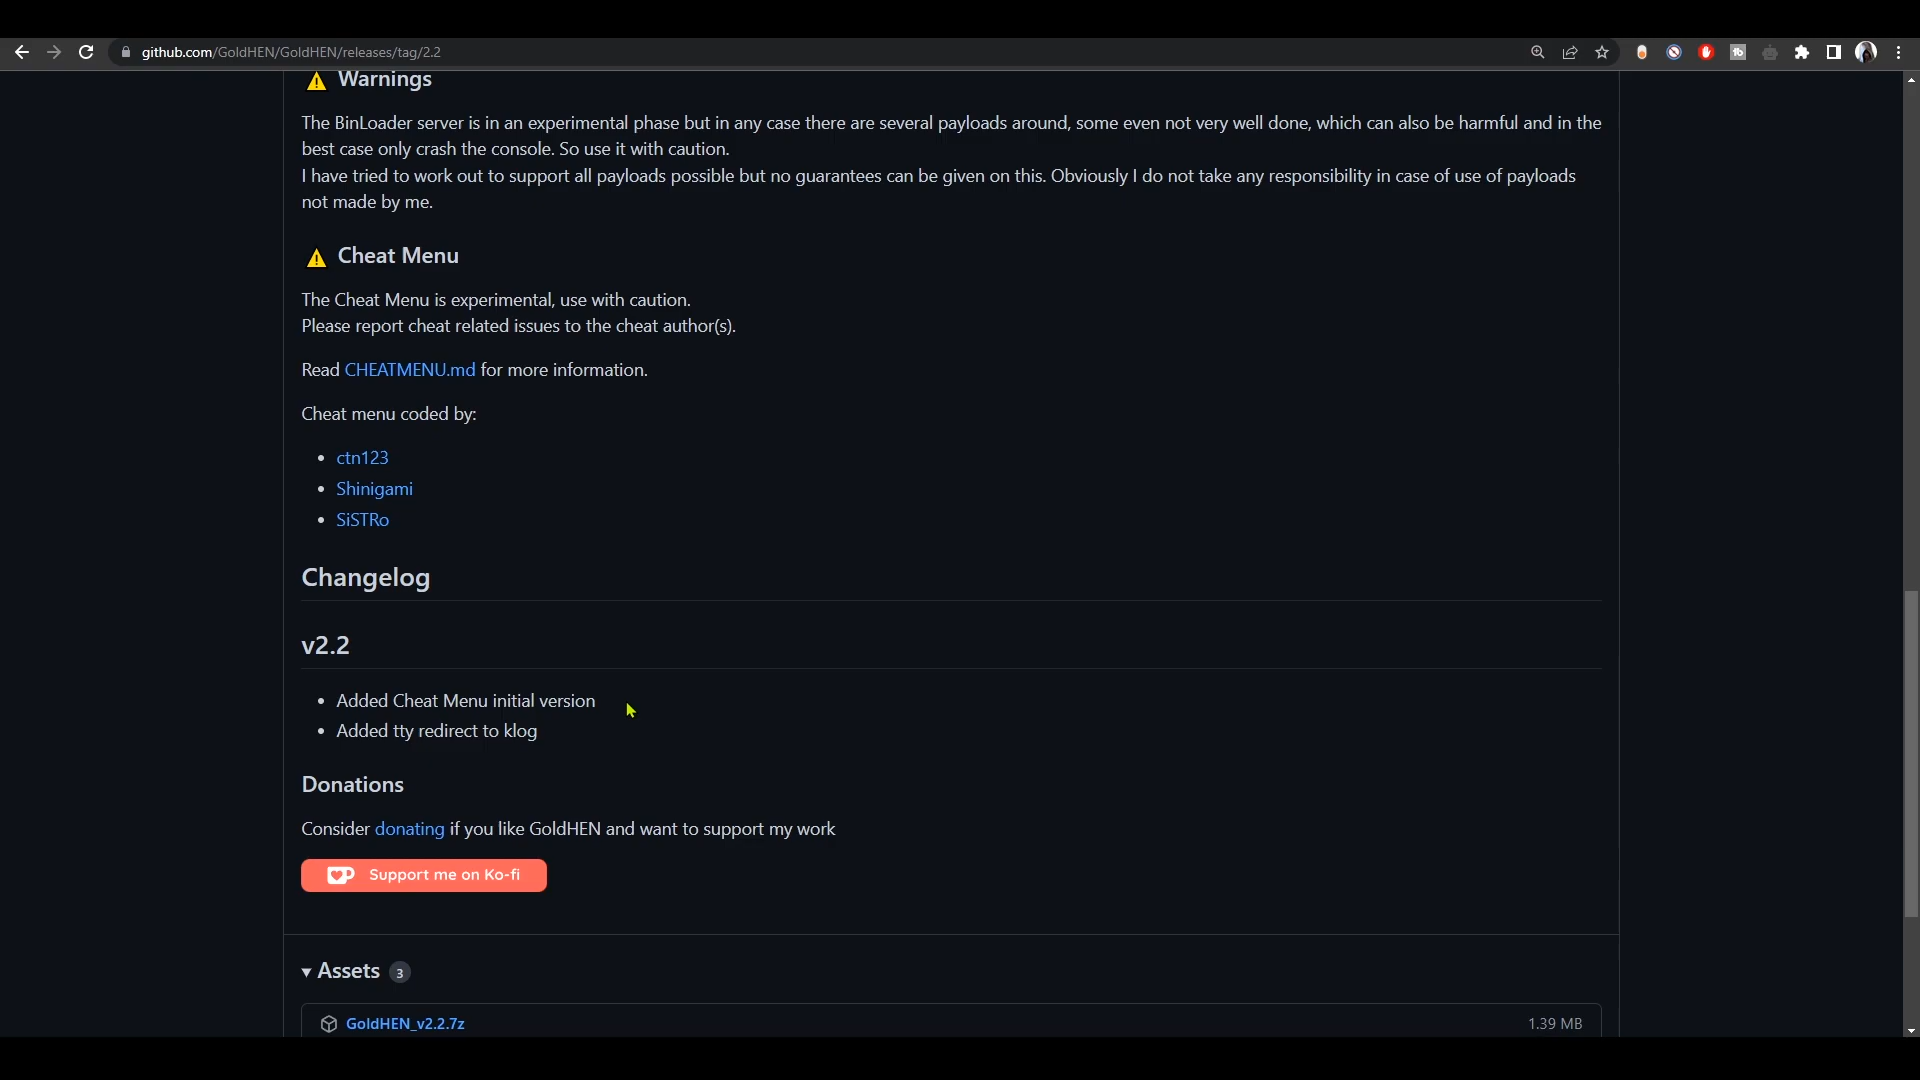 github.com/GoldHEN/GoldHEN/releases/tag/2.2
Warnings
The BinLoader server is in an experimental phase but in any case there are several payloads around, some even not very well done, which can also be harmful and in the
best case only crash the console. So use it with caution.
I have tried to work out to support all payloads possible but no guarantees can be given on this. Obviously I do not take any responsibility in case of use of payloads
not made by me.
Cheat Menu
The Cheat Menu is experimental, use with caution.
Please report cheat related issues to the cheat author(s).
Read CHEATMENU.md for more information.
Cheat menu coded by:
• ctn123
• Shinigami
• SiSTRo
Changelog
v2.2
• Added Cheat Menu initial version
• Added tty redirect to klog
Donations
Consider donating if you like GoldHEN and want to support my work
Support me on Ko-fi
Assets 3
GoldHEN_v2.2.7z 1.39 MB